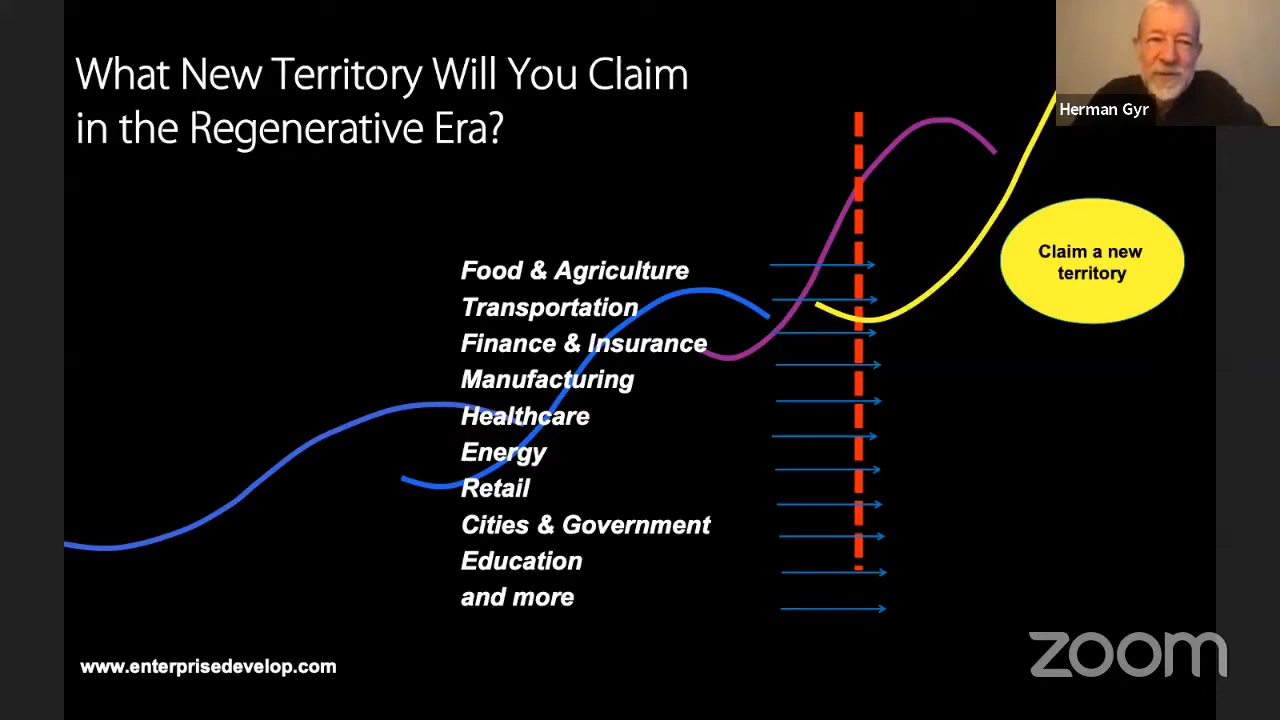 What New Territory Will You Claim
in the Regenerative Era?
Herman Gyr
Claim a new
territory
Food & Agriculture
Transportation
Finance & Insurance
Manufacturing
Healthcare
Energy
Retail
Cities & Government
Education
and more
www.enterprisedevelop.com
zoom